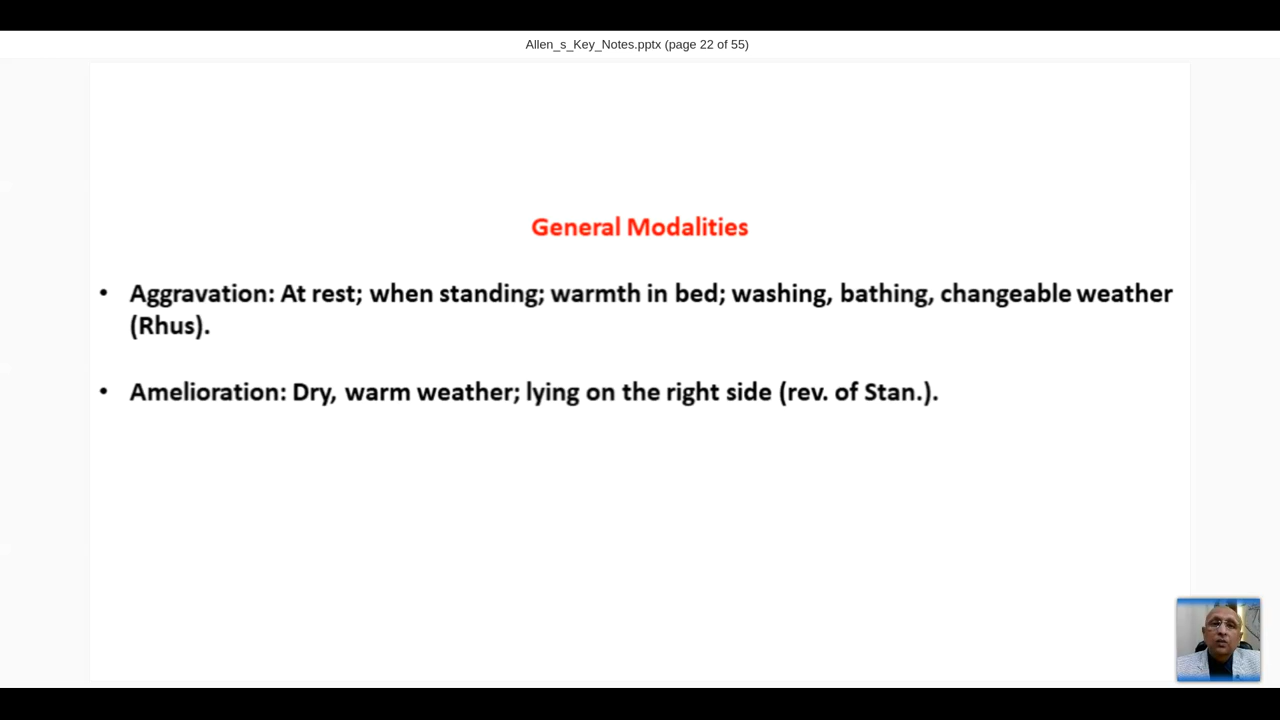 Allen_s_Key_Notes.pptx (page 22 of 55)
General Modalities
• Aggravation: At rest; when standing; warmth in bed; washing, bathing, changeable weather
(Rhus).
• Amelioration: Dry, warm weather; lying on the right side (rev. of Stan.).